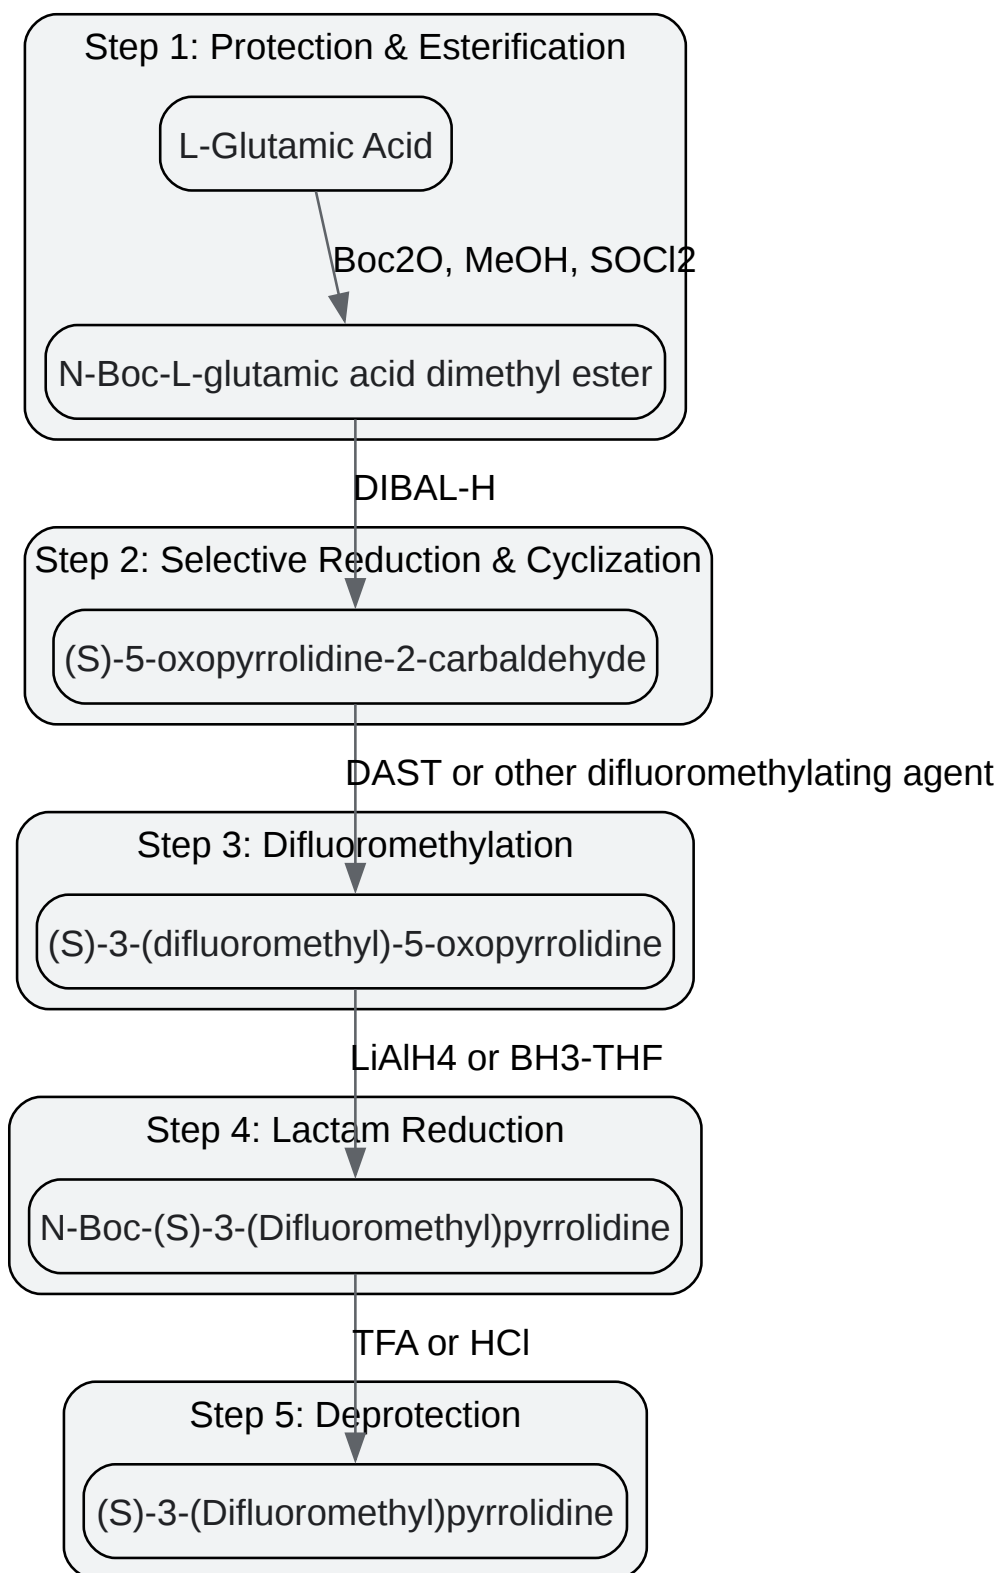 Step 1: Protection & Esterification
L-Glutamic Acid
Boc2O, MeOH, SOCl2
N-Boc-L-glutamic acid dimethyl ester
DIBAL-H
Step 2: Selective Reduction & Cyclization
(S)-5-oxopyrrolidine-2-carbaldehyde
DAST or other difluoromethylating agent
Step 3: Difluoromethylation
(S)-3-(difluoromethyl)-5-oxopyrrolidine
LiAlH4 or BH3-THF
Step 4: Lactam Reduction
N-Boc-(S)-3-(Difluoromethyl)pyrrolidine
TFA or HCl
Step 5: Deprotection
(S)-3-(Difluoromethyl)pyrrolidine